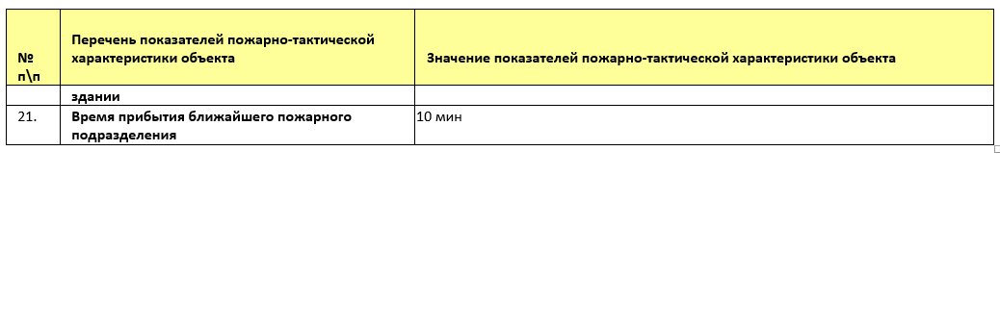 №
п\п
Перечень показателей пожарно-тактической
характеристики объекта
Значение показателей пожарно-тактической характеристики объекта
здании
21.
Время прибытия ближайшего пожарного
подразделения
10 мин